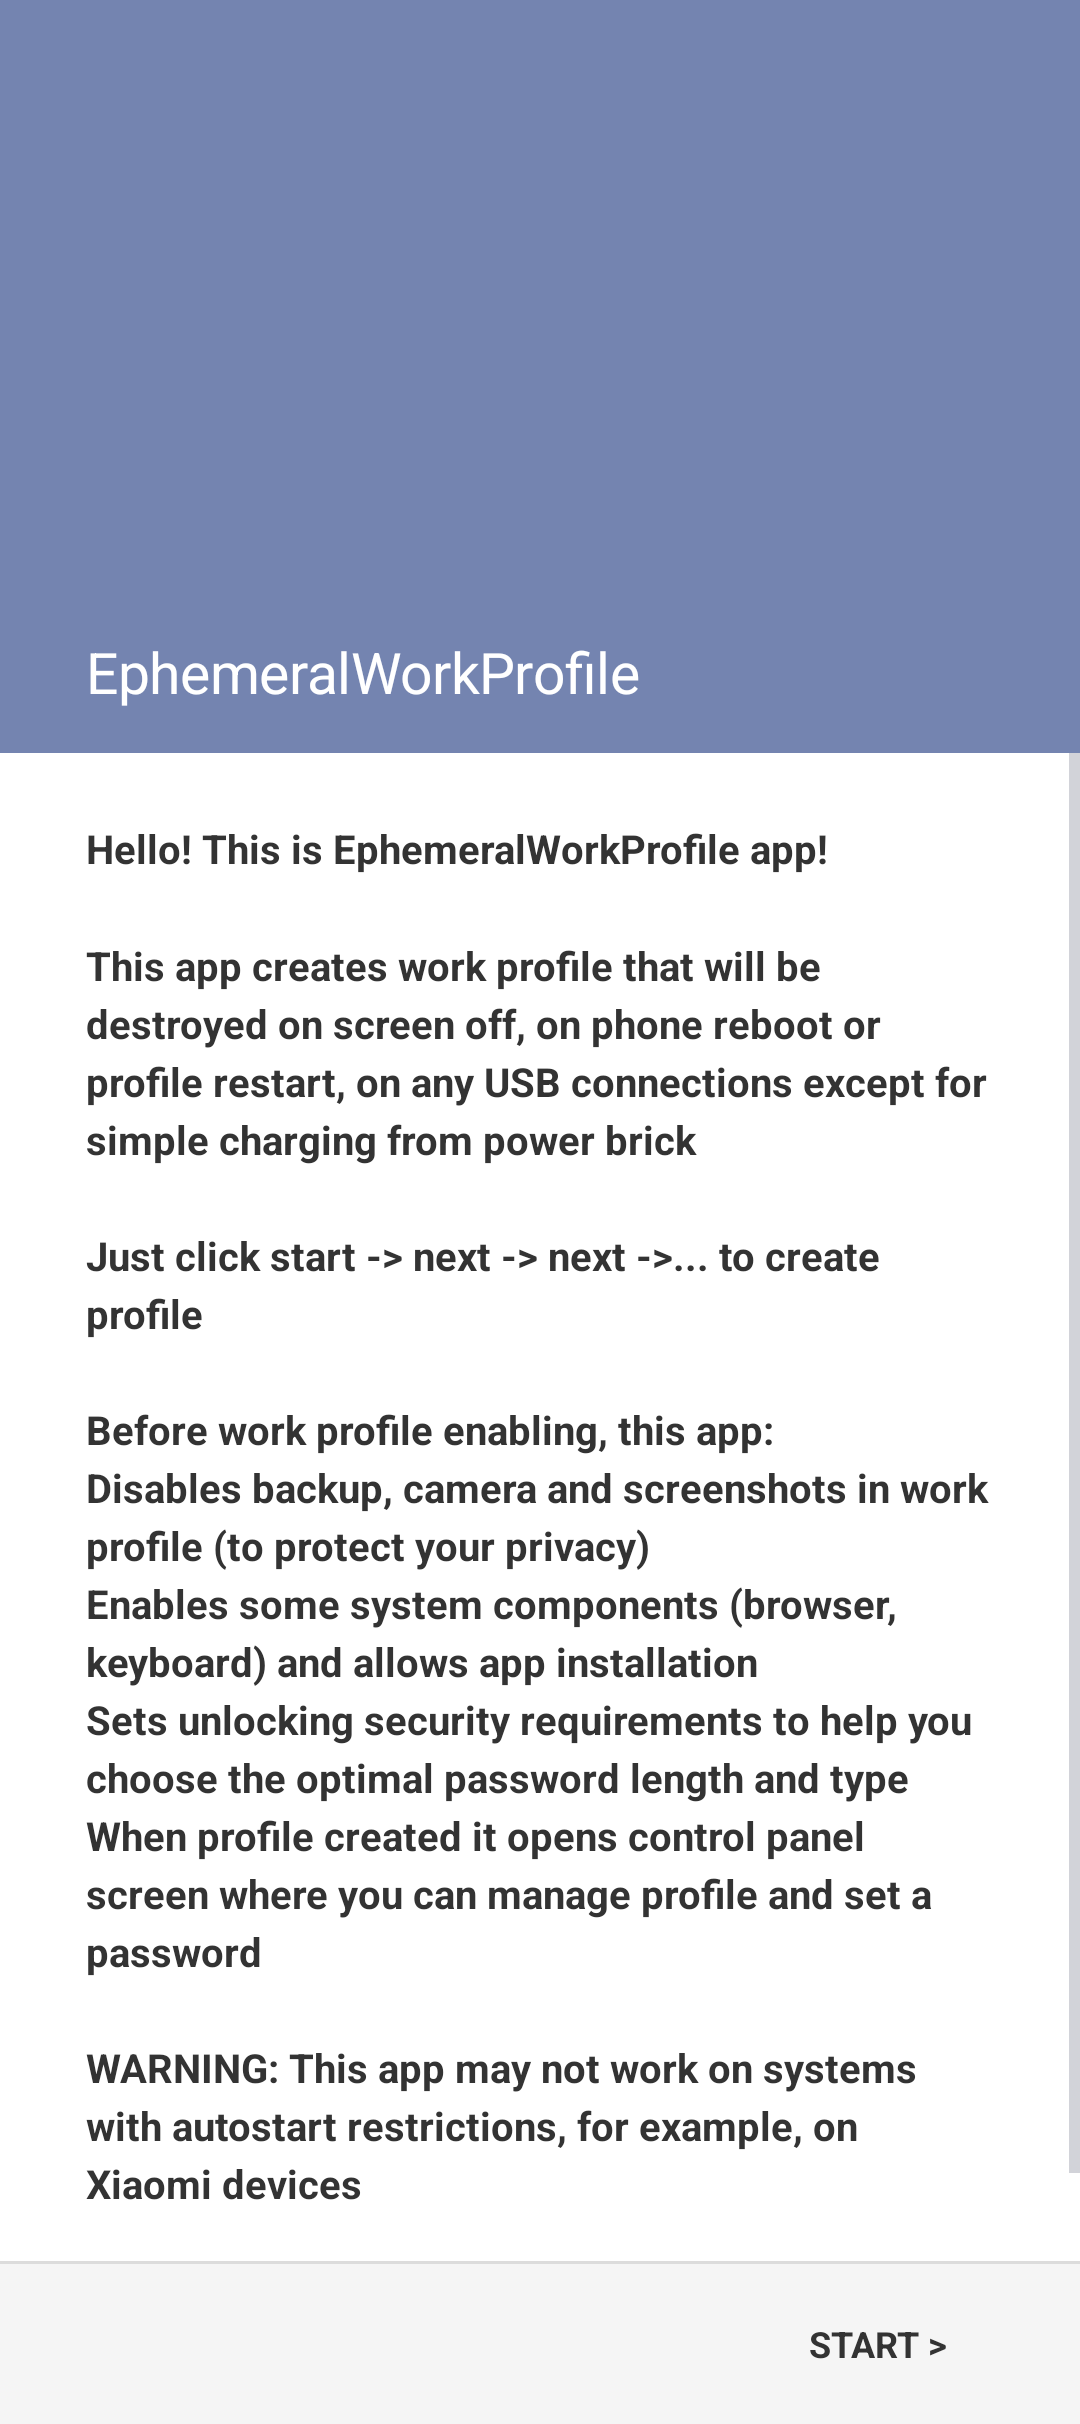 EphemeralWorkProfile
Hello! This is EphemeralWorkProfile app!
This app creates work profile that will be
destroyed on screen off, on phone reboot or
profile restart, on any USB connections except for
simple charging from power brick
Just click start -> next -> next ->... to create
profile
Before work profile enabling, this app:
Disables backup, camera and screenshots in work
profile (to protect your privacy)
Enables some system components (browser,
keyboard) and allows app installation
Sets unlocking security requirements to help you
choose the optimal password length and type
When profile created it opens control panel
screen where you can manage profile and set a
password
WARNING: This app may not work on systems
with autostart restrictions, for example, on
Xiaomi devices
START >